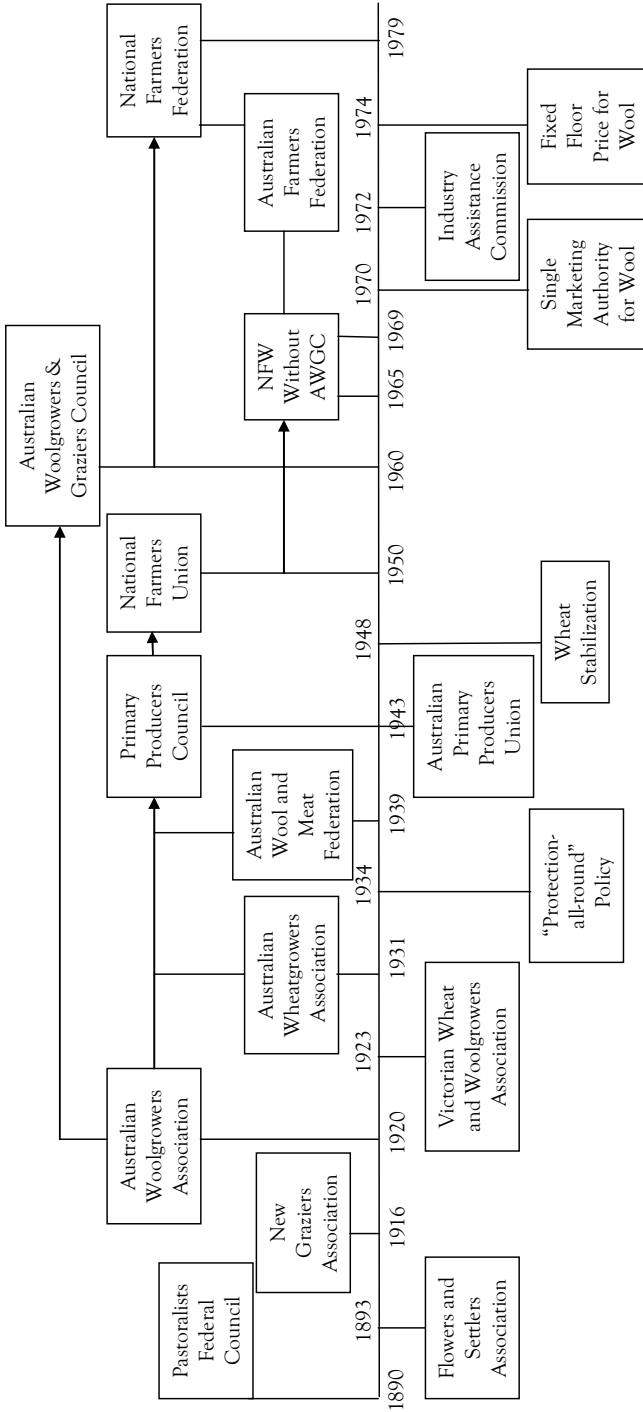 Australian
Woolgrowers &
Graziers Council
Pastoralists
Federal
Council
Australian
Woolgrowers
Association
Primary
Producers
Council
National
Farmers
Union
National
Farmers
Federation
New
Graziers
Association
Australian
Wheatgrowers
Association
Australian
Wool and
Meat
Federation
NFW
Without
AWGC
Australian
Farmers
Federation
1890
1893
1916
1920
1923
1931
1934
1939
1943
1948
1950
1960
1965
1969
1970
1972
1974
1979
Flowers and
Settlers
Association
Victorian Wheat
and Woolgrowers
Association
“Protection-
all-round”
Policy
Australian
Primary
Producers
Union
Wheat
Stabilization
Single
Marketing
Authority
for Wool
Industry
Assistance
Commission
Fixed
Floor
Price for
Wool